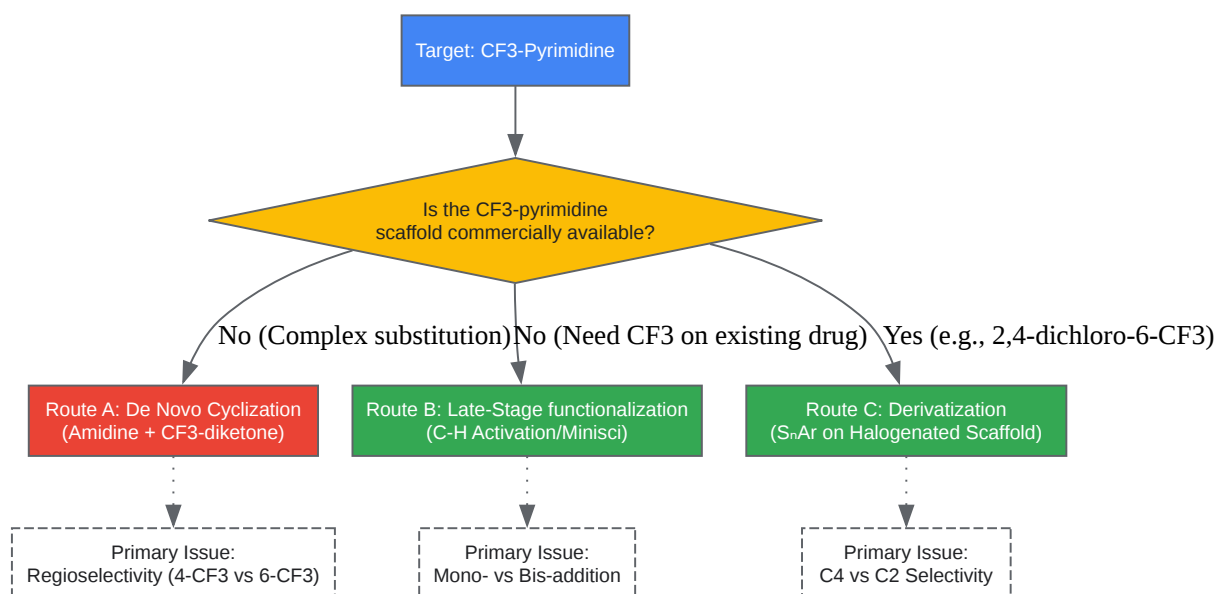 Target: CF3-Pyrimidine
Is the CF3-pyrimidine
scaffold commercially available?
No (Complex substitution)
No (Need CF3 on existing drug)
Yes (e.g., 2,4-dichloro-6-CF3)
Route A: De Novo Cyclization
(Amidine + CF3-diketone)
Route B: Late-Stage functionalization
(C-H Activation/Minisci)
Route C: Derivatization
(SₙAr on Halogenated Scaffold)
Primary Issue:
Regioselectivity (4-CF3 vs 6-CF3)
Primary Issue:
Mono- vs Bis-addition
Primary Issue:
C4 vs C2 Selectivity